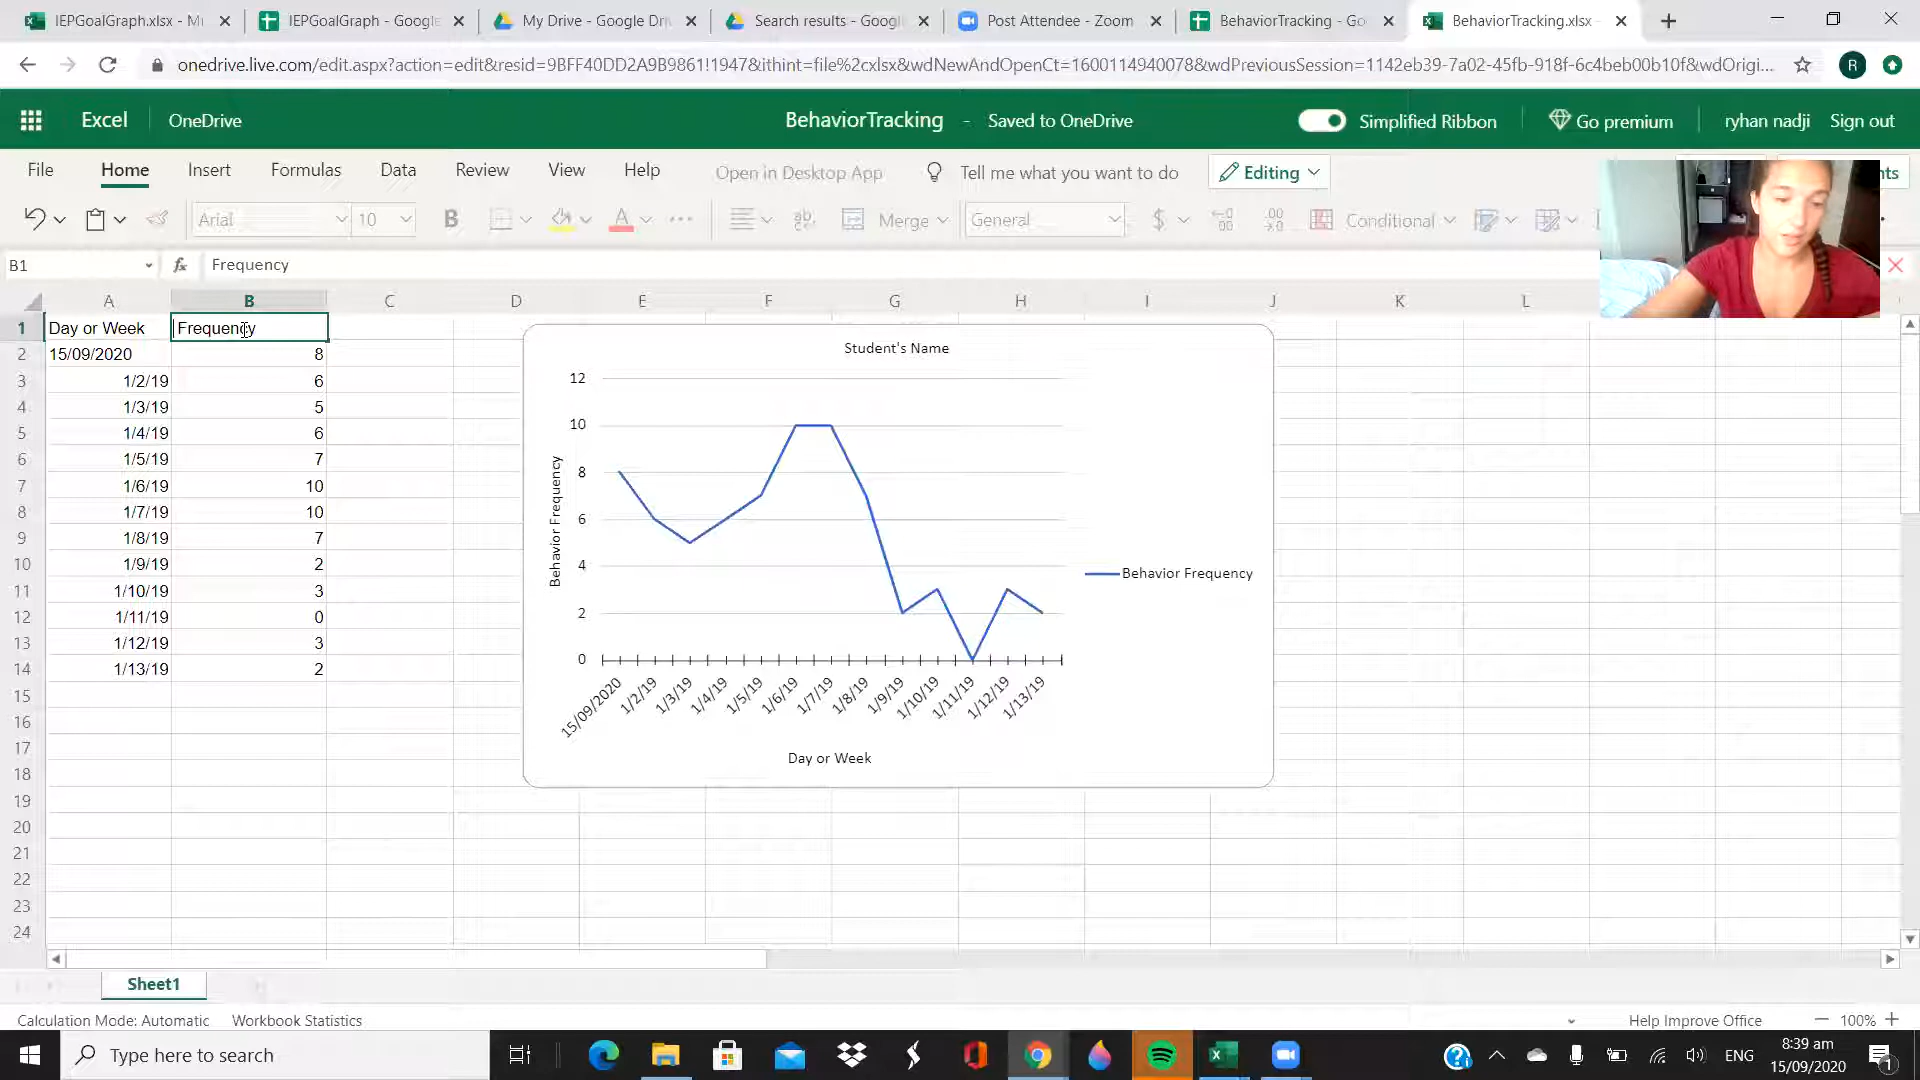 IEPGoalGraph.xlsx - Mi
IEPGoalGraph - Google
My Drive - Google Dri
Search results - Googl
Post Attendee - Zoom
BehaviorTracking - Go
BehaviorTracking.xlsx -
onedrive.live.com/edit.aspx?action=edit&resid=9BFF40DD2A9B9861!1947&ithint=file%2cxlsx&wdNewAndOpenCt=1600114940078&wdPreviousSession=1142eb39-7a02-45fb-918f-6c4beb00b10f&wdOrigi...
R
Excel
OneDrive
BehaviorTracking - Saved to OneDrive
Simplified Ribbon
Go premium
ryhan nadji
Sign out
File
Home
Insert
Formulas
Data
Review
View
Help
Open in Desktop App
Tell me what you want to do
Editing
nts
Arial
10
B
A
ab
Merge
General
$
Conditional
B1
fx
Frequency
A B C D E F G H I J K L
1 Day or Week Frequency
2 15/09/2020 8
3 1/2/19 6
4 1/3/19 5
5 1/4/19 6
6 1/5/19 7
7 1/6/19 10
8 1/7/19 10
9 1/8/19 7
10 1/9/19 2
11 1/10/19 3
12 1/11/19 0
13 1/12/19 3
14 1/13/19 2
15
16
17
18
19
20
21
22
23
24
Student's Name
12
10
8
6
4
2
0
Behavior Frequency
15/09/2020 1/2/19 1/3/19 1/4/19 1/5/19 1/6/19 1/7/19 1/8/19 1/9/19 1/10/19 1/11/19 1/12/19 1/13/19
Day or Week
Behavior Frequency
Sheet1
Calculation Mode: Automatic
Workbook Statistics
Help Improve Office
100%
Type here to search
ENG
8:39 am
15/09/2020
1